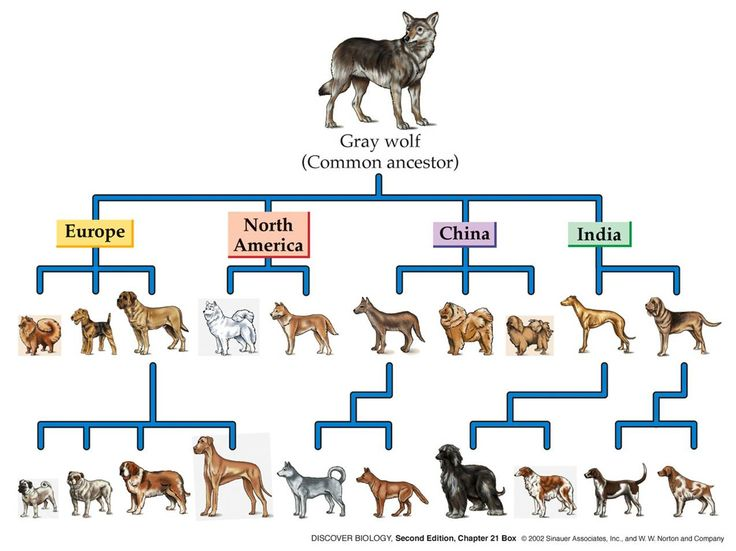 Gray wolf
(Common ancestor)
Europe
North
America
China
India
DISCOVER BIOLOGY, Second Edition, Chapter 21 Box © 2002 Sinauer Associates, Inc., and W. W. Norton and Company